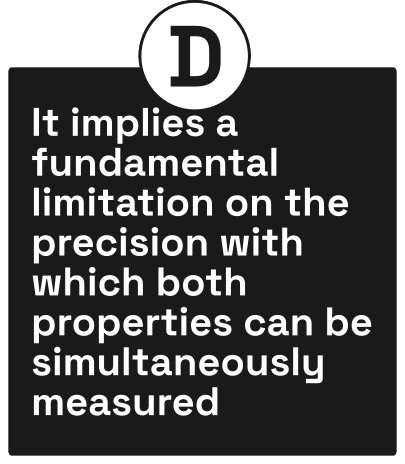 D
It implies a
fundamental
limitation on the
precision with
which both
properties can be
simultaneously
measured